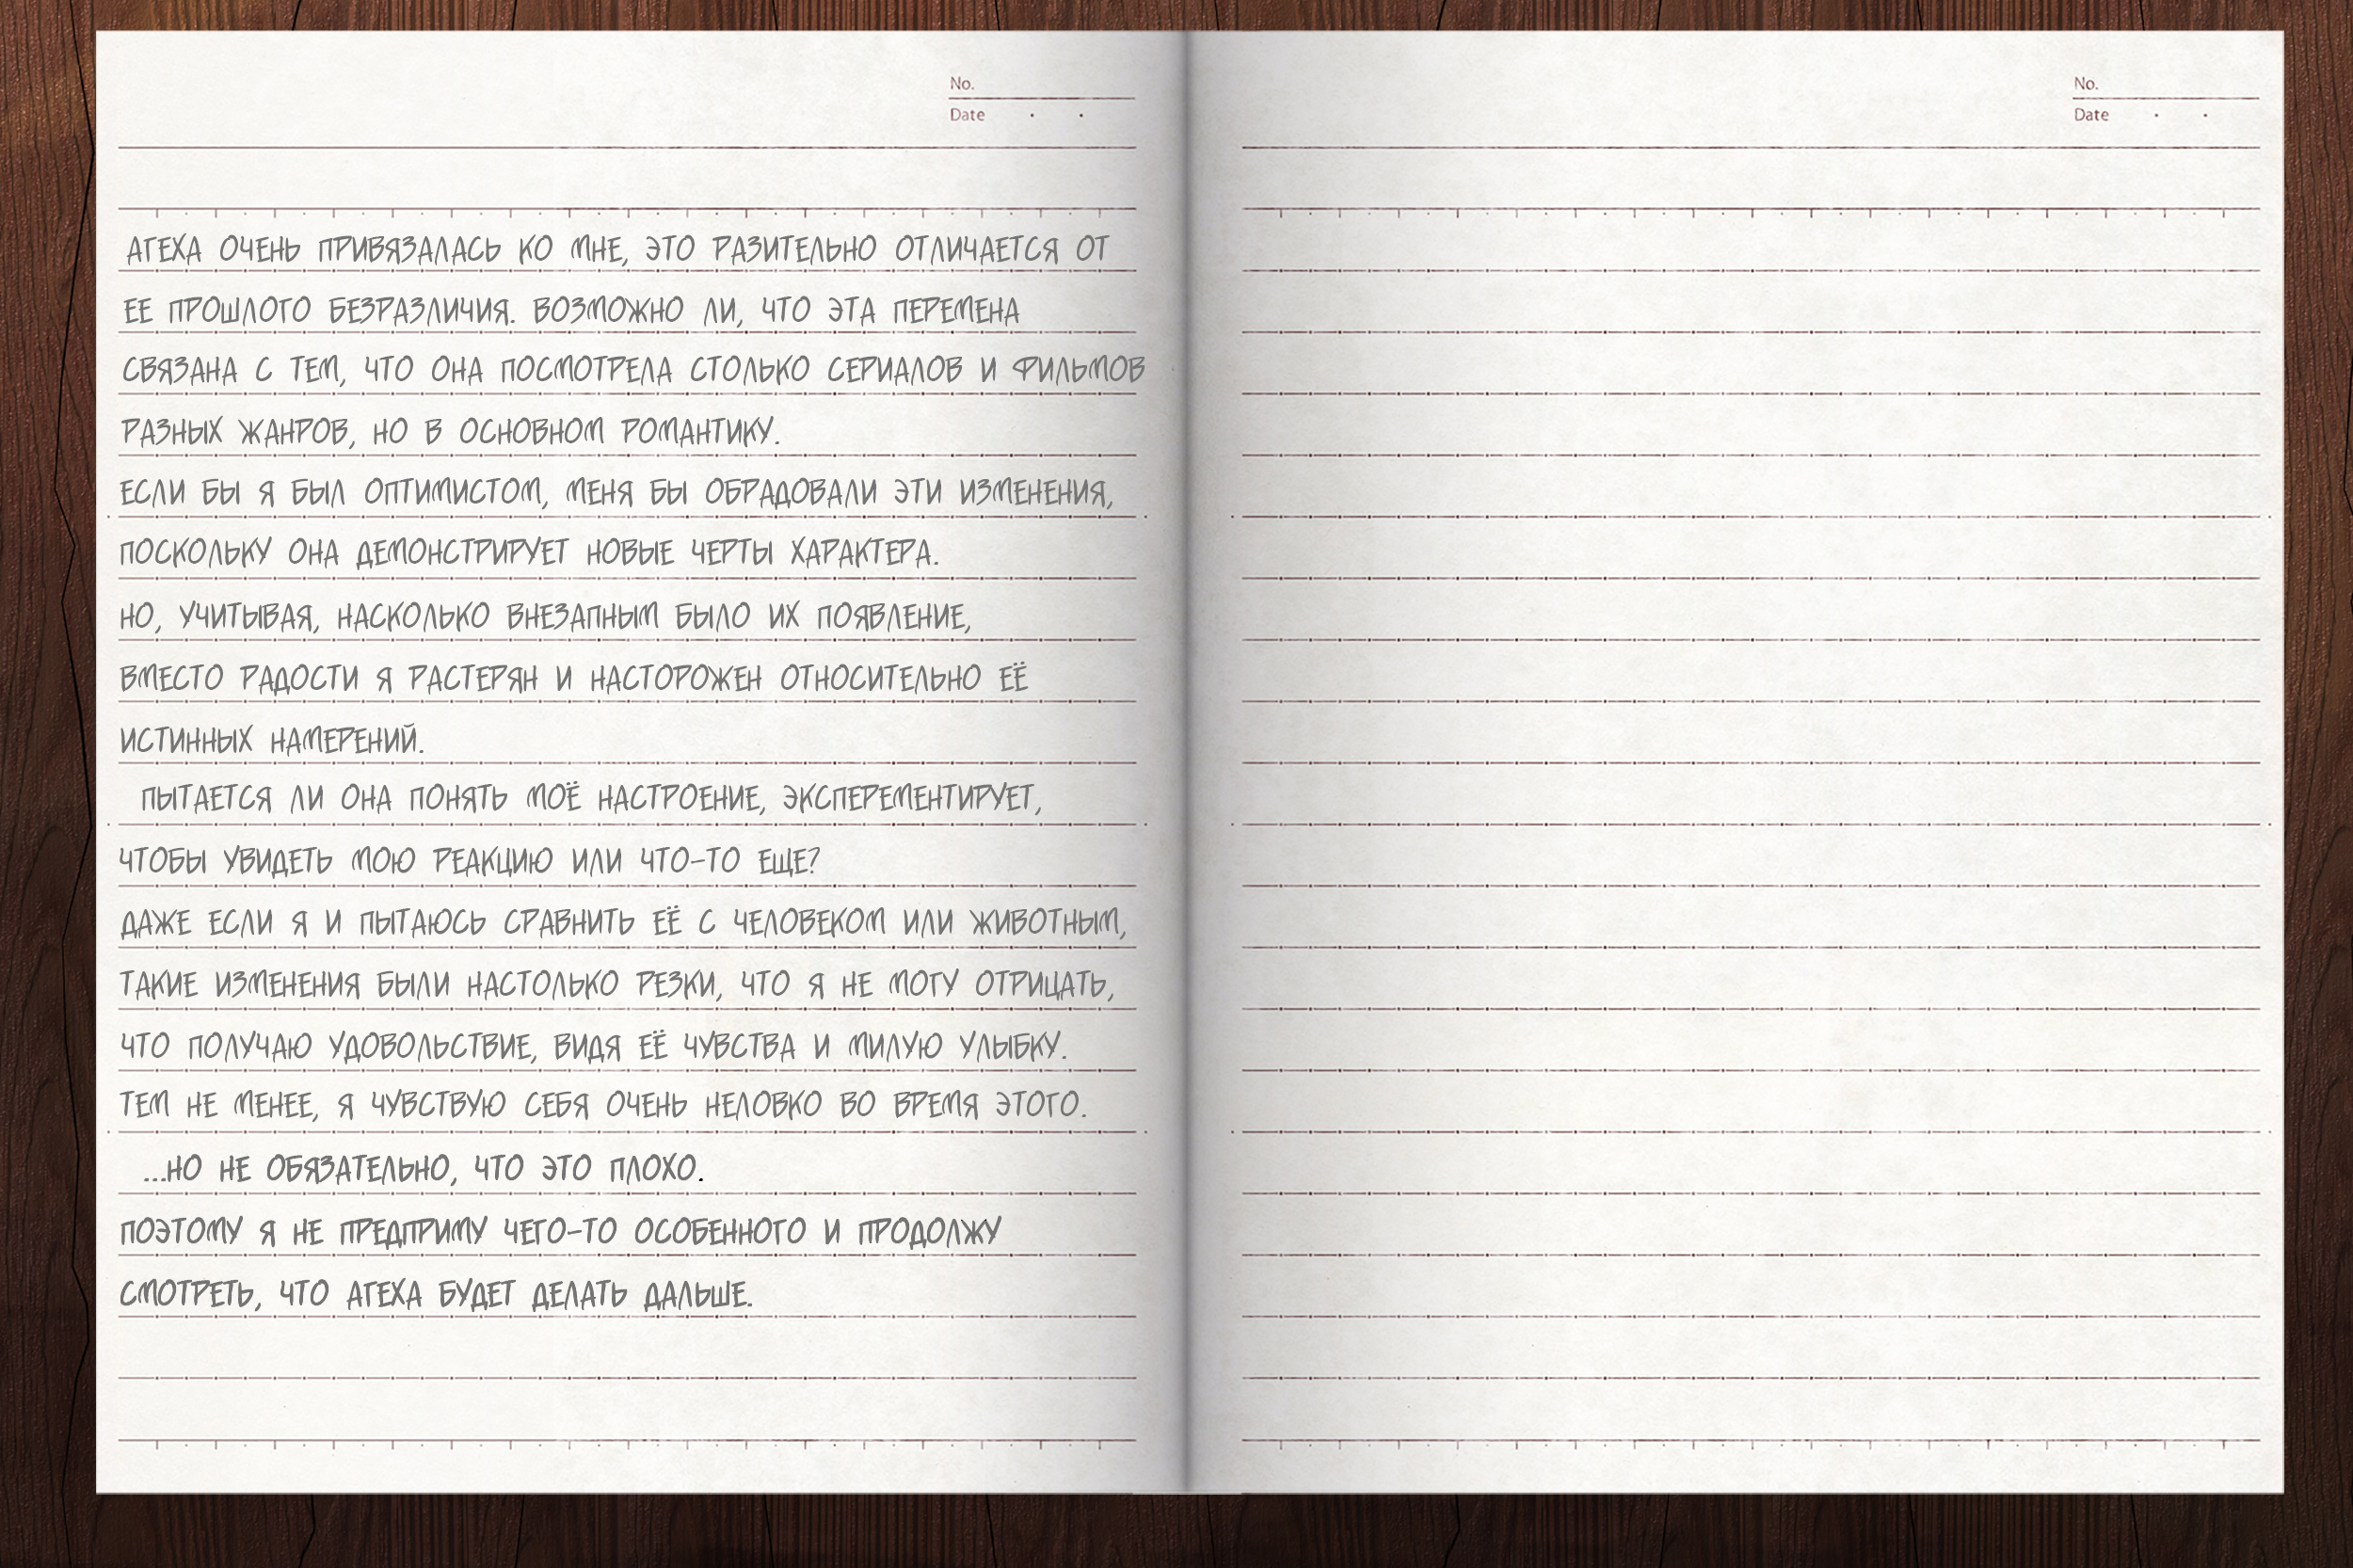 No.
Date
No.
Date
АГЕХА ОЧЕНЬ ПРИВЯЗАЛАСЬ КО МНЕ, ЭТО РАЗИТЕЛЬНО ОТЛИЧАЕТСЯ ОТ
ЕЕ ПРОШЛОГО БЕЗРАЗЛИЧИЯ. ВОЗМОЖНО ЛИ, ЧТО ЭТА ПЕРЕМЕНА
СВЯЗАНА С ТЕМ, ЧТО ОНА ПОСМОТРЕЛА СТОЛЬКО СЕРИАЛОВ И ФИЛЬМОВ
РАЗНЫХ ЖАНРОВ, НО В ОСНОВНОМ РОМАНТИКУ.
ЕСЛИ БЫ Я БЫЛ ОПТИМИСТОМ, МЕНЯ БЫ ОБРАДОВАЛИ ЭТИ ИЗМЕНЕНИЯ,
ПОСКОЛЬКУ ОНА ДЕМОНСТРИРУЕТ НОВЫЕ ЧЕРТЫ ХАРАКТЕРА.
НО, УЧИТЫВАЯ, НАСКОЛЬКО ВНЕЗАПНЫМ БЫЛО ИХ ПОЯВЛЕНИЕ,
ВМЕСТО РАДОСТИ Я РАСТЕРЯН И НАСТОРОЖЕН ОТНОСИТЕЛЬНО ЕЁ
ИСТИННЫХ НАМЕРЕНИЙ.
ПЫТАЕТСЯ ЛИ ОНА ПОНЯТЬ МОЁ НАСТРОЕНИЕ, ЭКСПЕРЕМЕНТИРУЕТ,
ЧТОБЫ УВИДЕТЬ МОЮ РЕАКЦИЮ ИЛИ ЧТО-ТО ЕЩЕ?
ДАЖЕ ЕСЛИ Я И ПЫТАЮСЬ СРАВНИТЬ ЕЁ С ЧЕЛОВЕКОМ ИЛИ ЖИВОТНЫМ,
ТАКИЕ ИЗМЕНЕНИЯ БЫЛИ НАСТОЛЬКО РЕЗКИ, ЧТО Я НЕ МОГУ ОТРИЦАТЬ,
ЧТО ПОЛУЧАЮ УДОВОЛЬСТВИЕ, ВИДЯ ЕЁ ЧУВСТВА И МИЛУЮ УЛЫБКУ.
ТЕМ НЕ МЕНЕЕ, Я ЧУВСТВУЮ СЕБЯ ОЧЕНЬ НЕЛОВКО ВО ВРЕМЯ ЭТОГО.
...НО НЕ ОБЯЗАТЕЛЬНО, ЧТО ЭТО ПЛОХО.
ПОЭТОМУ Я НЕ ПРЕДПРИМУ ЧЕГО-ТО ОСОБЕННОГО И ПРОДОЛЖУ
СМОТРЕТЬ, ЧТО АГЕХА БУДЕТ ДЕЛАТЬ ДАЛЬШЕ.